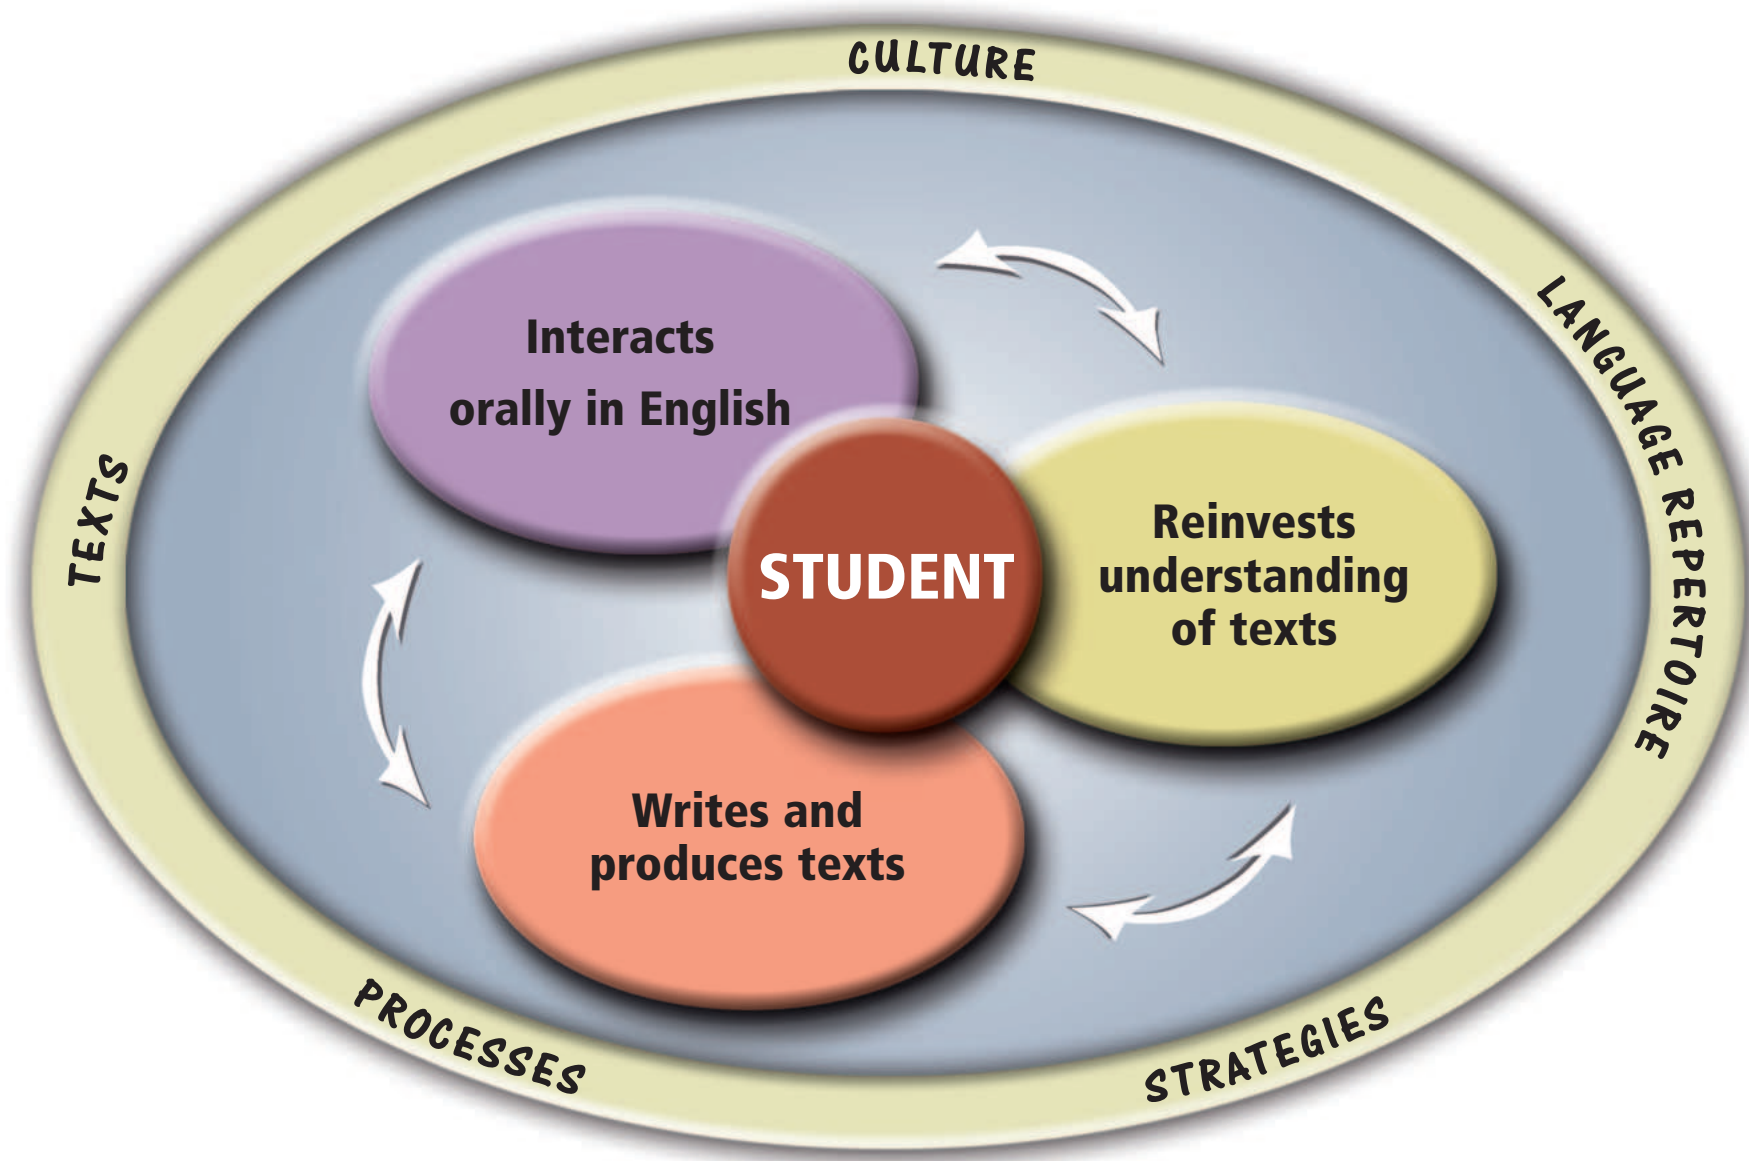 CULTURE
LANGUAGE REPERTOIRE
TEXTS
Interacts
orally in English
STUDENT
Reinvests
understanding
of texts
Writes and
produces texts
PROCESSES
STRATEGIES